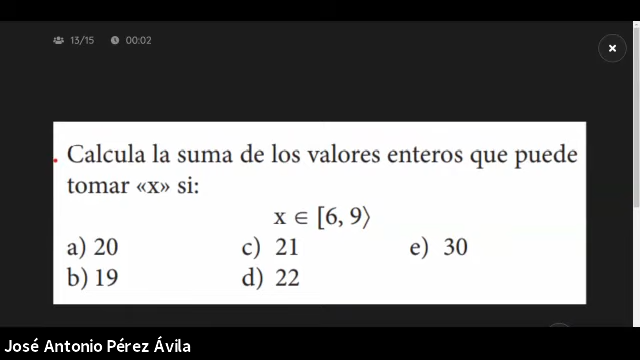 13/15 00:02
. Calcula la suma de los valores enteros que puede
tomar «x» si:
x ∈ [6, 9⟩
a) 20 c) 21 e) 30
b) 19 d) 22
José Antonio Pérez Ávila